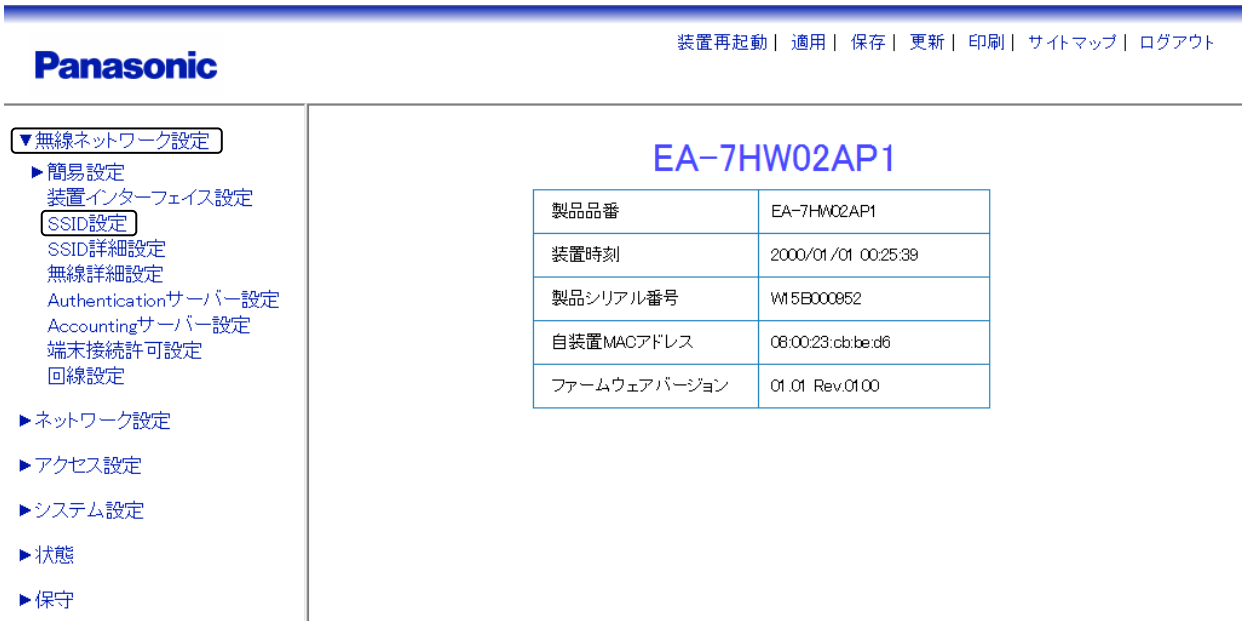 装置再起動| 適用| 保存| 更新| 印刷| サイトマップ| ログアウト
Panasonic
▼無線ネットワーク設定
▶簡易設定
装置インターフェイス設定
SSID設定
SSID詳細設定
無線詳細設定
Authenticationサーバー設定
Accountingサーバー設定
端末接続許可設定
回線設定
▶ネットワーク設定
▶アクセス設定
▶システム設定
▶状態
▶保守
EA-7HW02AP1
製品品番 EA-7HW02AP1
装置時刻 2000/01/01 00:25:39
製品シリアル番号 W15B000952
自装置MACアドレス 08:00:23:cb:be:d6
ファームウェアバージョン 01.01 Rev.0100